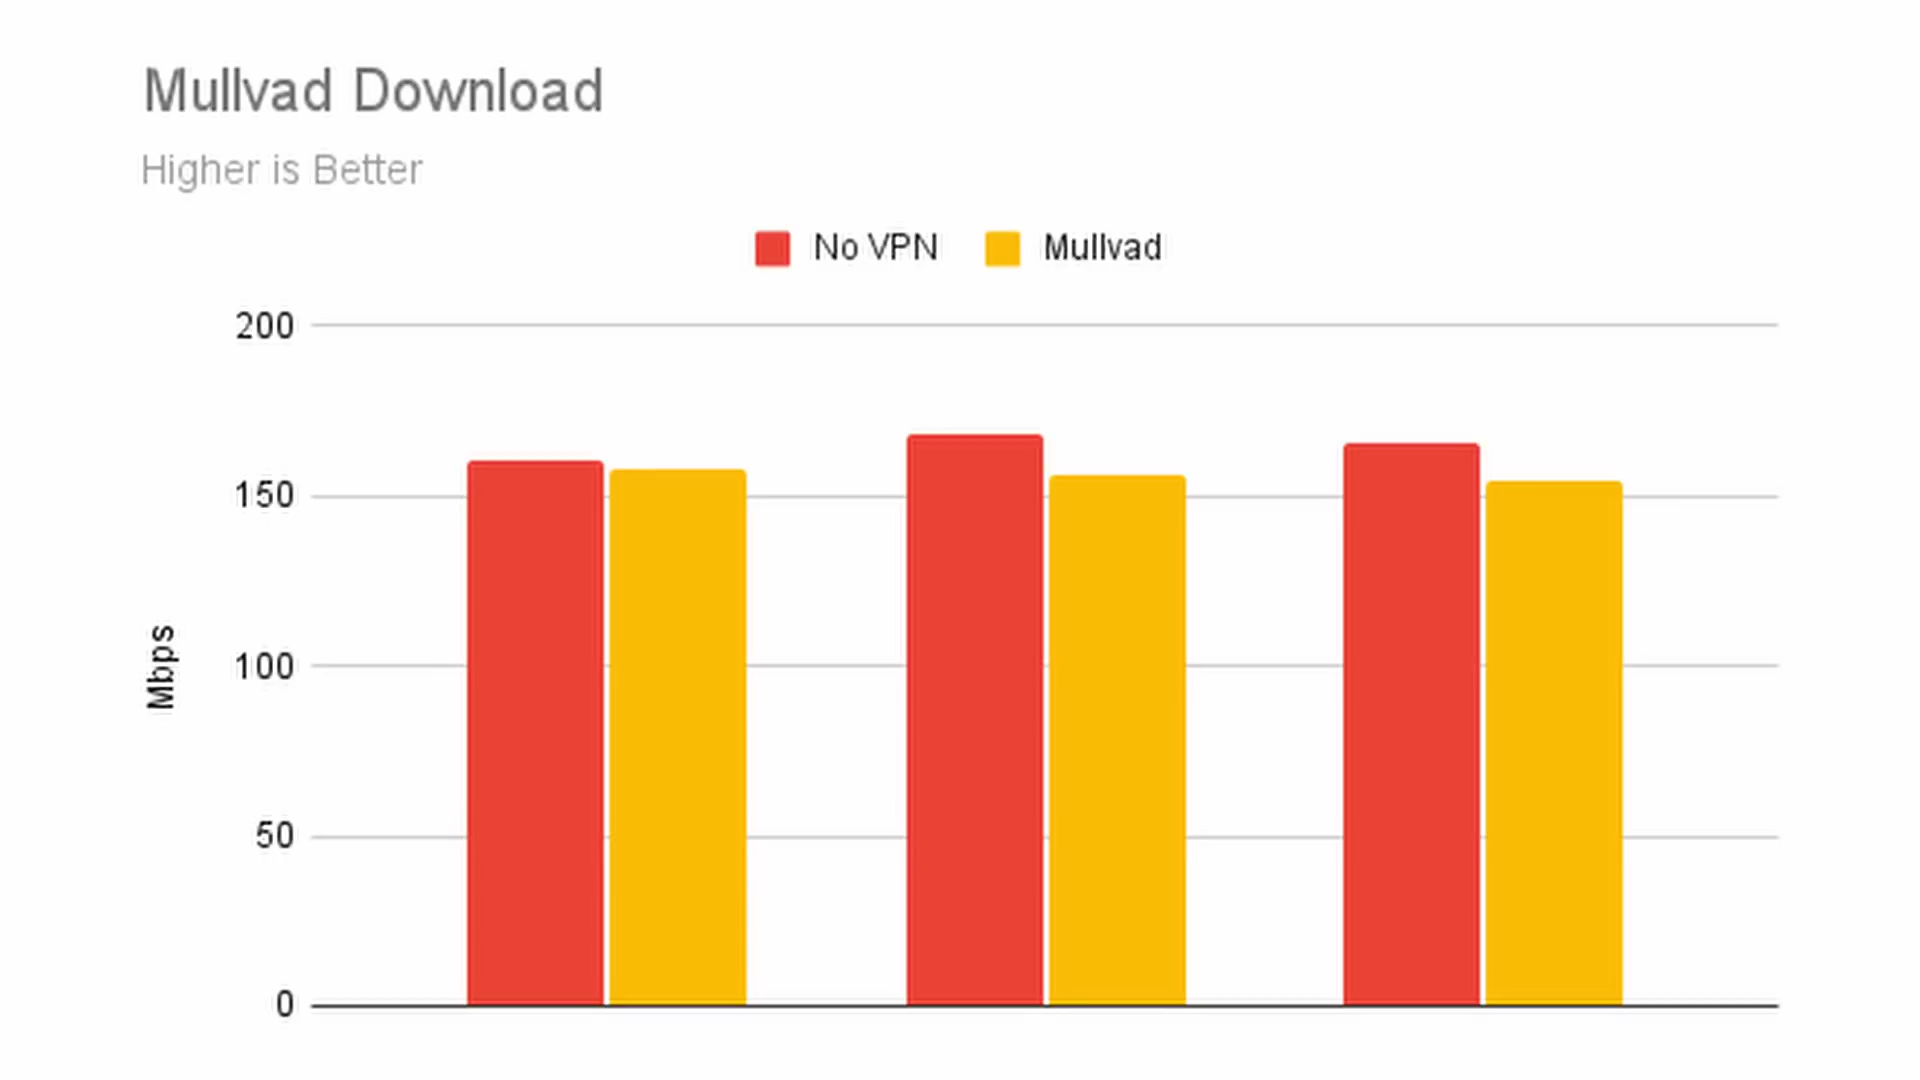 Mullvad Download
Higher is Better
No VPN Mullvad
200
150
100
50
0
Mbps